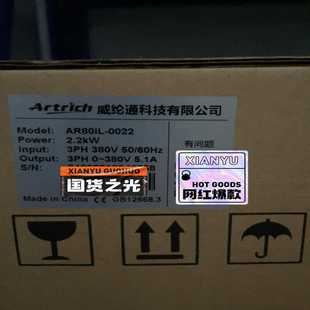 Artrich 威纶通科技有限公司
Model: AR80IL-0022
Power: 2.2kW
Input: 3PH 380V 50/60Hz
Output: 3PH 0~380V 5.1A
S/N:
有问题
XIANYU GUOHUO
国货之光
XIANYU
HOT GOODS
网红爆款
Made in China
GB12668.3